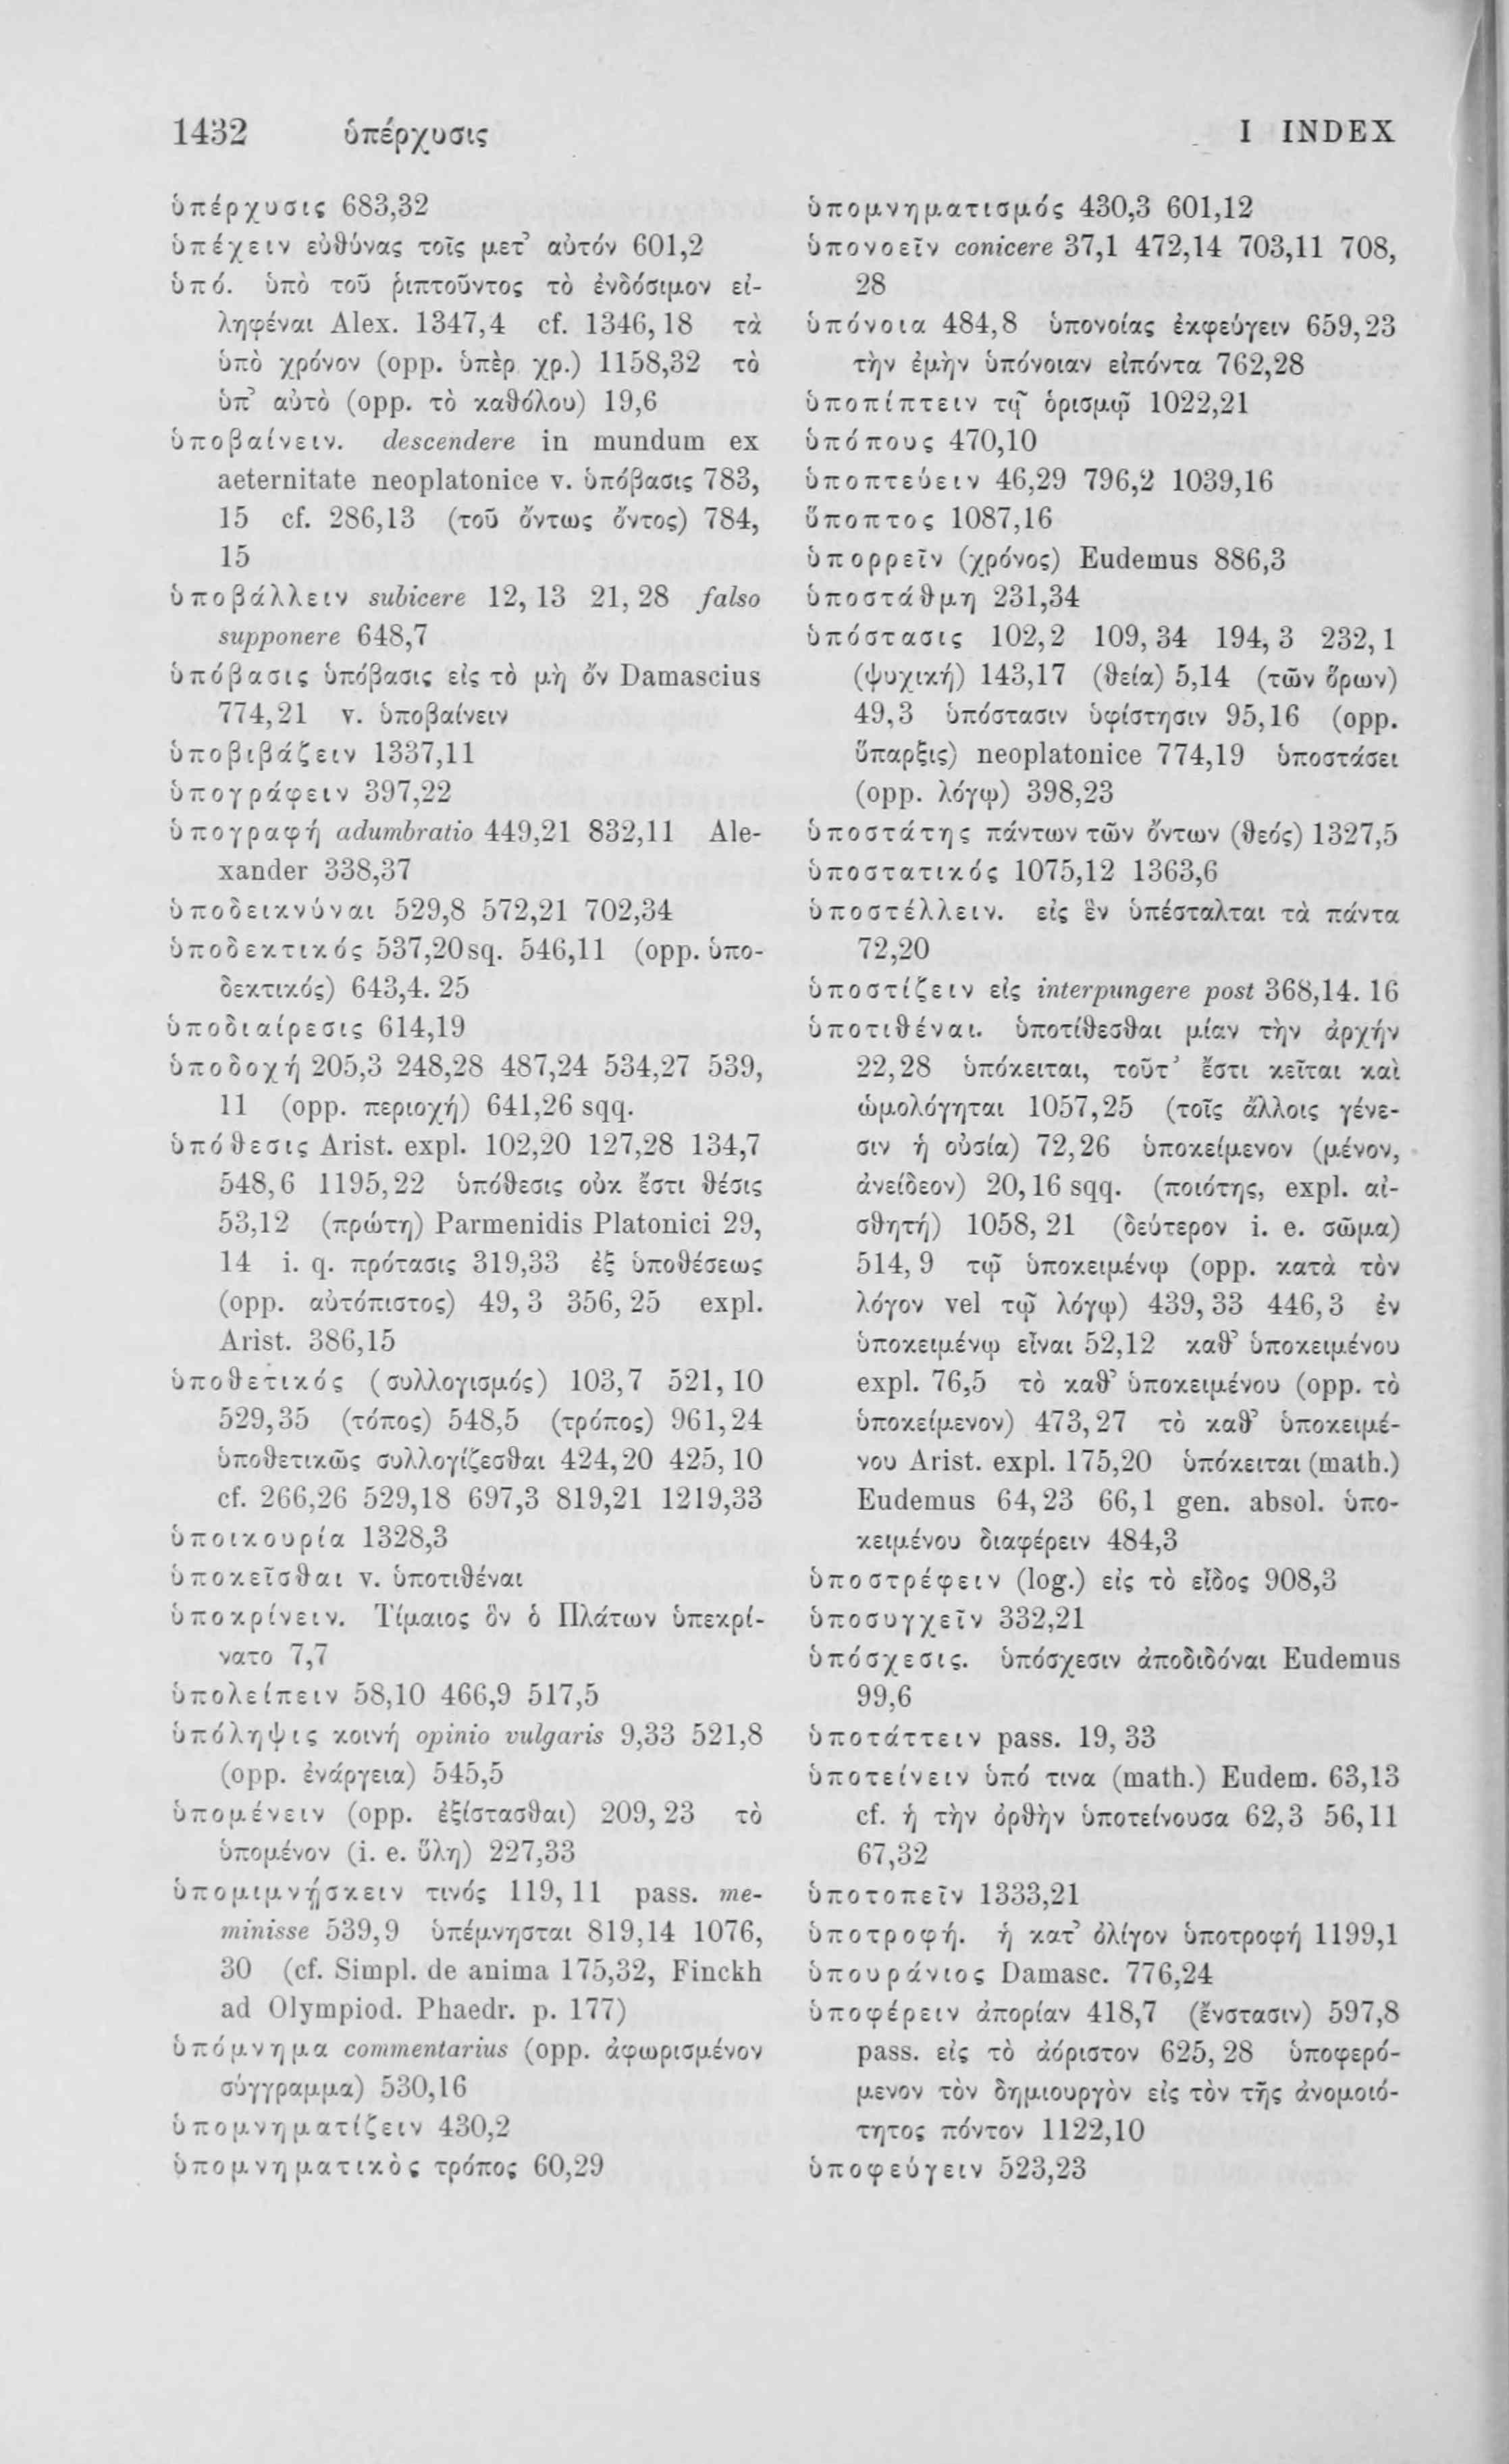 1432 ὑπέρχυσις I INDEX
ὑπέρχυσις 683,32
ὑπέχειν εὐθύνας τοῖς μετ’ αὐτόν 601,2
ὑπό. ὑπὸ τοῦ ῥιπτοῦντος τὸ ἐνδόσιμον εἰ-
ληφέναι Alex. 1347,4 cf. 1346,18 τὰ
ὑπὸ χρόνον (opp. ὑπὲρ χρ.) 1158,32 τὸ
ὑπ’ αὐτὸ (opp. τὸ καθόλου) 19,6
ὑποβαίνειν. descendere in mundum ex
aeternitate neoplatonice v. ὑπόβασις 783,
15 cf. 286,13 (τοῦ ὄντως ὄντος) 784,
15
ὑποβάλλειν subicere 12,13 21,28 falso
supponere 648,7
ὑπόβασις ὑπόβασις εἰς τὸ μὴ ὄν Damascius
774,21 v. ὑποβαίνειν
ὑποβιβάζειν 1337,11
ὑπογράφειν 397,22
ὑπογραφή adumbratio 449,21 832,11 Ale-
xander 338,37
ὑποδεικνύναι 529,8 572,21 702,34
ὑποδεκτικός 537,20sq. 546,11 (opp. ὑπο-
δεκτικός) 643,4. 25
ὑποδιαίρεσις 614,19
ὑποδοχή 205,3 248,28 487,24 534,27 539,
11 (opp. περιοχή) 641,26 sqq.
ὑπόθεσις Arist. expl. 102,20 127,28 134,7
548,6 1195,22 ὑπόθεσις οὐκ ἔστι θέσις
53,12 (πρώτη) Parmenidis Platonici 29,
14 i. q. πρότασις 319,33 ἐξ ὑποθέσεως
(opp. αὐτόπιστος) 49,3 356,25 expl.
Arist. 386,15
ὑποθετικός (συλλογισμός) 103,7 521,10
529,35 (τόπος) 548,5 (τρόπος) 961,24
ὑποθετικῶς συλλογίζεσθαι 424,20 425,10
cf. 266,26 529,18 697,3 819,21 1219,33
ὑποικουρία 1328,3
ὑποκεῖσθαι v. ὑποτιθέναι
ὑποκρίνειν. Τίμαιος ὃν ὁ Πλάτων ὑπεκρί-
νατο 7,7
ὑπολείπειν 58,10 466,9 517,5
ὑπόληψις κοινή opinio vulgaris 9,33 521,8
(opp. ἐνάργεια) 545,5
ὑπομένειν (opp. ἐξίστασθαι) 209,23 τὸ
ὑπομένον (i. e. ὕλη) 227,33
ὑπομιμνῄσκειν τινός 119,11 pass. me-
minisse 539,9 ὑπέμνησται 819,14 1076,
30 (cf. Simpl. de anima 175,32, Finckh
ad Olympiod. Phaedr. p. 177)
ὑπόμνημα commentarius (opp. ἀφωρισμένον
σύγγραμμα) 530,16
ὑπομνηματίζειν 430,2
ὑπομνηματικὸς τρόπος 60,29
ὑπομνηματισμός 430,3 601,12
ὑπονοεῖν conicere 37,1 472,14 703,11 708,
28
ὑπόνοια 484,8 ὑπονοίας ἐκφεύγειν 659,23
τὴν ἐμὴν ὑπόνοιαν εἰπόντα 762,28
ὑποπίπτειν τῷ ὁρισμῷ 1022,21
ὑπόπους 470,10
ὑποπτεύειν 46,29 796,2 1039,16
ὕποπτος 1087,16
ὑπορρεῖν (χρόνος) Eudemus 886,3
ὑποστάθμη 231,34
ὑπόστασις 102,2 109,34 194,3 232,1
(ψυχική) 143,17 (θεία) 5,14 (τῶν ὅρων)
49,3 ὑπόστασιν ὑφίστησιν 95,16 (opp.
ὕπαρξις) neoplatonice 774,19 ὑποστάσει
(opp. λόγῳ) 398,23
ὑποστάτης πάντων τῶν ὄντων (θεός) 1327,5
ὑποστατικός 1075,12 1363,6
ὑποστέλλειν. εἰς ἓν ὑπέσταλται τὰ πάντα
72,20
ὑποστίζειν εἰς interpungere post 368,14. 16
ὑποτιθέναι. ὑποτίθεσθαι μίαν τὴν ἀρχήν
22,28 ὑπόκειται, τοῦτ’ ἔστι κεῖται καὶ
ὡμολόγηται 1057,25 (τοῖς ἄλλοις γένε-
σιν ἡ οὐσία) 72,26 ὑποκείμενον (μένον,
ἀνείδεον) 20,16 sqq. (ποιότης, expl. αἰ-
σθητή) 1058,21 (δεύτερον i. e. σῶμα)
514,9 τῷ ὑποκειμένῳ (opp. κατὰ τὸν
λόγον vel τῷ λόγῳ) 439,33 446,3 ἐν
ὑποκειμένῳ εἶναι 52,12 καθ’ ὑποκειμένου
expl. 76,5 τὸ καθ’ ὑποκειμένου (opp. τὸ
ὑποκείμενον) 473,27 τὸ καθ’ ὑποκειμέ-
νου Arist. expl. 175,20 ὑπόκειται (math.)
Eudemus 64,23 66,1 gen. absol. ὑπο-
κειμένου διαφέρειν 484,3
ὑποστρέφειν (log.) εἰς τὸ εἶδος 908,3
ὑποσυγχεῖν 332,21
ὑπόσχεσις. ὑπόσχεσιν ἀποδιδόναι Eudemus
99,6
ὑποτάττειν pass. 19,33
ὑποτείνειν ὑπό τινα (math.) Eudem. 63,13
cf. ἡ τὴν ὀρθὴν ὑποτείνουσα 62,3 56,11
67,32
ὑποτοπεῖν 1333,21
ὑποτροφή. ἡ κατ’ ὀλίγον ὑποτροφή 1199,1
ὑπουράνιος Damasc. 776,24
ὑποφέρειν ἀπορίαν 418,7 (ἔνστασιν) 597,8
pass. εἰς τὸ ἀόριστον 625,28 ὑποφερό-
μενον τὸν δημιουργὸν εἰς τὸν τῆς ἀνομοιό-
τητος πόντον 1122,10
ὑποφεύγειν 523,23